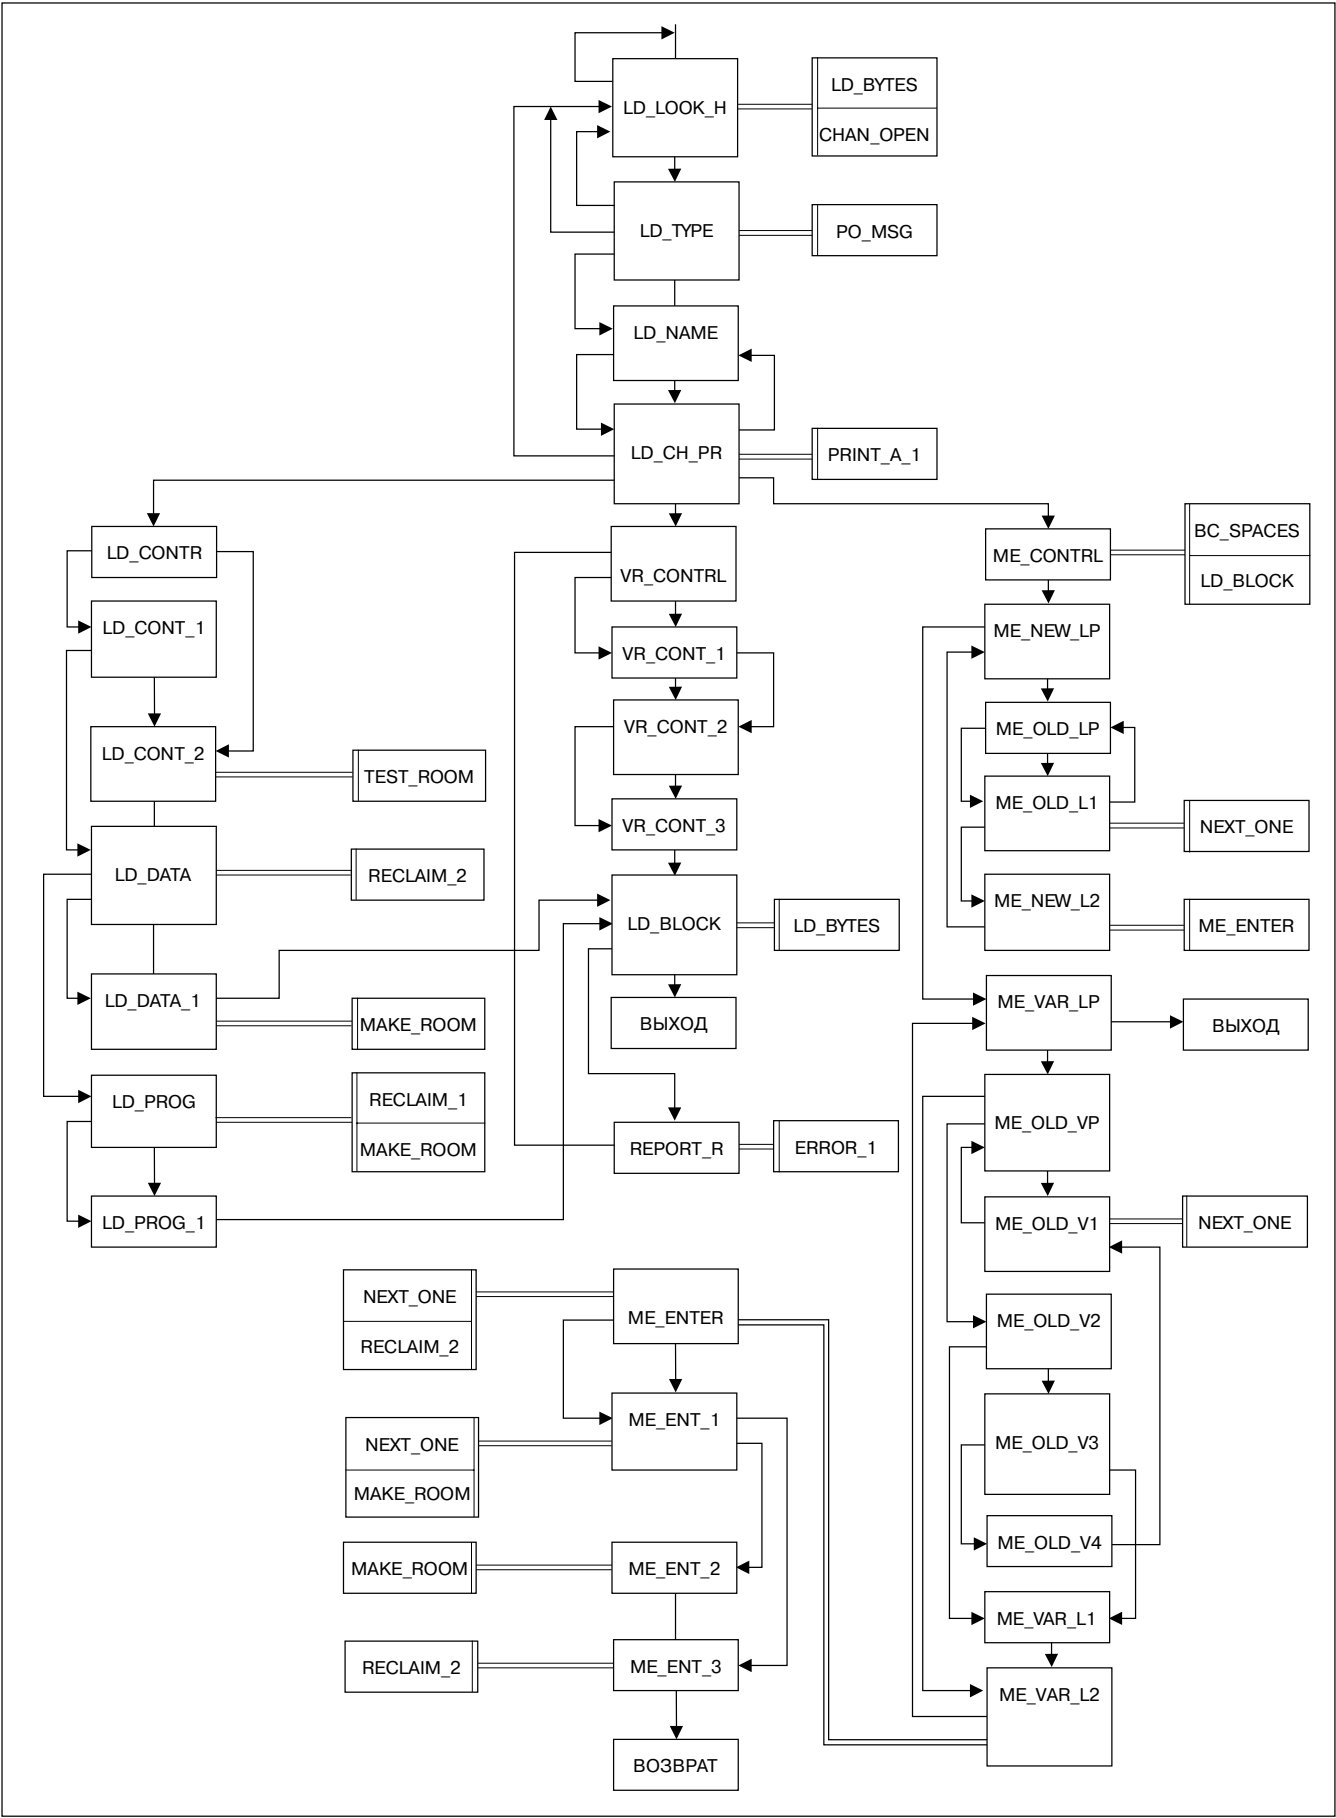 LD_LOOK_H
LD_BYTES
CHAN_OPEN
LD_TYPE
PO_MSG
LD_NAME
LD_CH_PR
PRINT_A_1
LD_CONTR
LD_CONT_1
LD_CONT_2
TEST_ROOM
LD_DATA
RECLAIM_2
LD_DATA_1
MAKE_ROOM
LD_PROG
RECLAIM_1
MAKE_ROOM
LD_PROG_1
VR_CONTRL
VR_CONT_1
VR_CONT_2
VR_CONT_3
LD_BLOCK
LD_BYTES
ВЫХОД
REPORT_R
ERROR_1
ME_CONTRL
BC_SPACES
LD_BLOCK
ME_NEW_LP
ME_OLD_LP
ME_OLD_L1
NEXT_ONE
ME_NEW_L2
ME_ENTER
ME_VAR_LP
ВЫХОД
ME_OLD_VP
ME_OLD_V1
NEXT_ONE
ME_OLD_V2
ME_OLD_V3
ME_OLD_V4
ME_VAR_L1
ME_VAR_L2
NEXT_ONE
RECLAIM_2
ME_ENTER
NEXT_ONE
MAKE_ROOM
ME_ENT_1
MAKE_ROOM
ME_ENT_2
RECLAIM_2
ME_ENT_3
ВОЗВРАТ